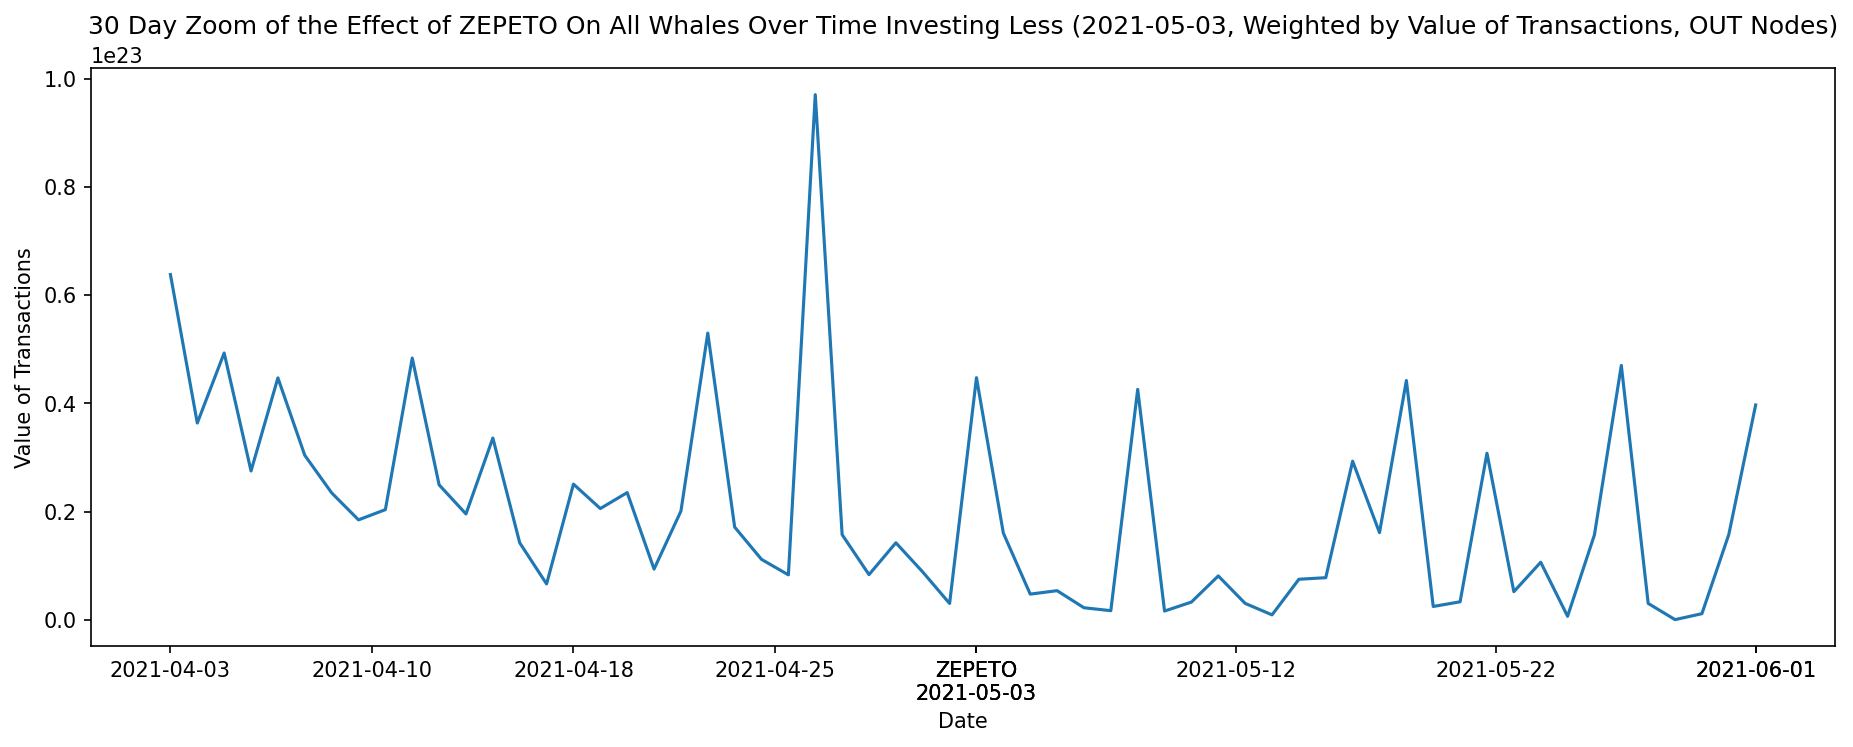 30 Day Zoom of the Effect of ZEPETO On All Whales Over Time Investing Less (2021-05-03, Weighted by Value of Transactions, OUT Nodes)
1e23
1.0
0.8
0.6
0.4
0.2
0.0
Value of Transactions
2021-04-03 2021-04-10 2021-04-18 2021-04-25 ZEPETO 2021-05-12 2021-05-22 2021-06-01
2021-05-03
Date